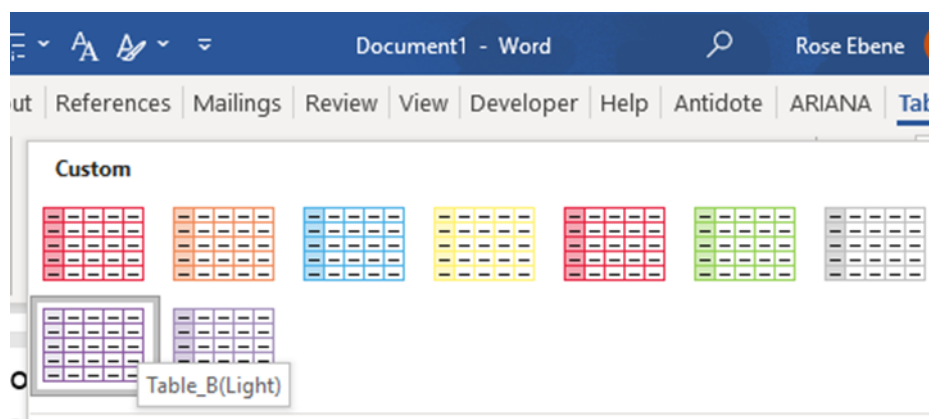 Document1 - Word
Rose Ebene
References Mailings Review View Developer Help Antidote ARIANA
Custom
Table_B(Light)